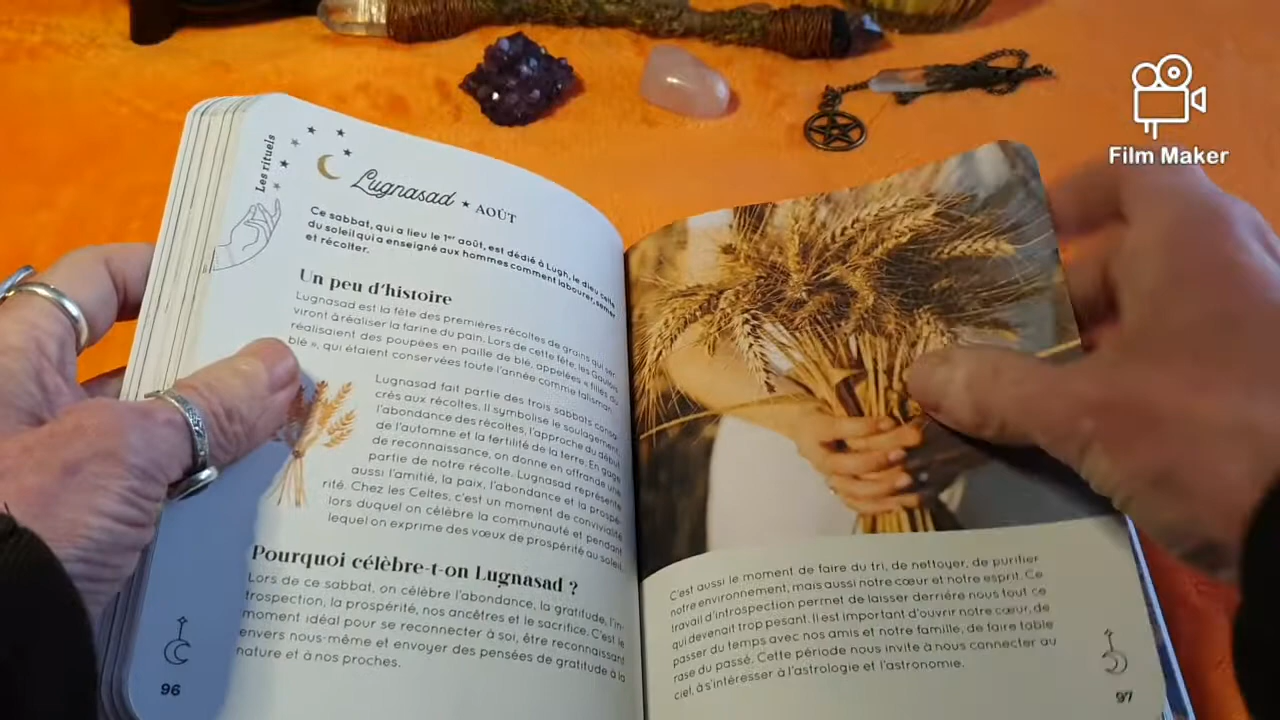 Les rituels
Lugnasad ★ AOÛT
Ce sabbat, qui a lieu le 1er août, est dédié à Lugh, le dieu celte
du soleil qui a enseigné aux hommes comment labourer, semer
et récolter.
Un peu d'histoire
Lugnasad est la fête des premières récoltes de grains qui ser
viront à réaliser la farine du pain. Lors de cette fête, les Gaulois
réalisaient des poupées en paille de blé, appelées « filles du
blé », qui étaient conservées toute l'année comme talisman.
Lugnasad fait partie des trois sabbats consa-
crés aux récoltes. Il symbolise le soulagement,
l'abondance des récoltes, l'approche du début
de l'automne et la fertilité de la terre. En gage
de reconnaissance, on donne en offrande une
partie de notre récolte. Lugnasad représente
aussi l'amitié, la paix, l'abondance et la prospé-
rité. Chez les Celtes, c'est un moment de convivialité
lors duquel on célèbre la communauté et pendant
lequel on exprime des vœux de prospérité au soleil.
Pourquoi célèbre-t-on Lugnasad ?
Lors de ce sabbat, on célèbre l'abondance, la gratitude, l'in-
trospection, la prospérité, nos ancêtres et le sacrifice. C'est le
moment idéal pour se reconnecter à soi, être reconnaissant
envers nous-même et envoyer des pensées de gratitude à la
nature et à nos proches.
96
C'est aussi le moment de faire du tri, de nettoyer, de purifier
notre environnement, mais aussi notre cœur et notre esprit. Ce
travail d'introspection permet de laisser derrière nous tout ce
qui devenait trop pesant. Il est important d'ouvrir notre cœur, de
passer du temps avec nos amis et notre famille, de faire table
rase du passé. Cette période nous invite à nous connecter au
ciel, à s'intéresser à l'astrologie et l'astronomie.
97
Film Maker